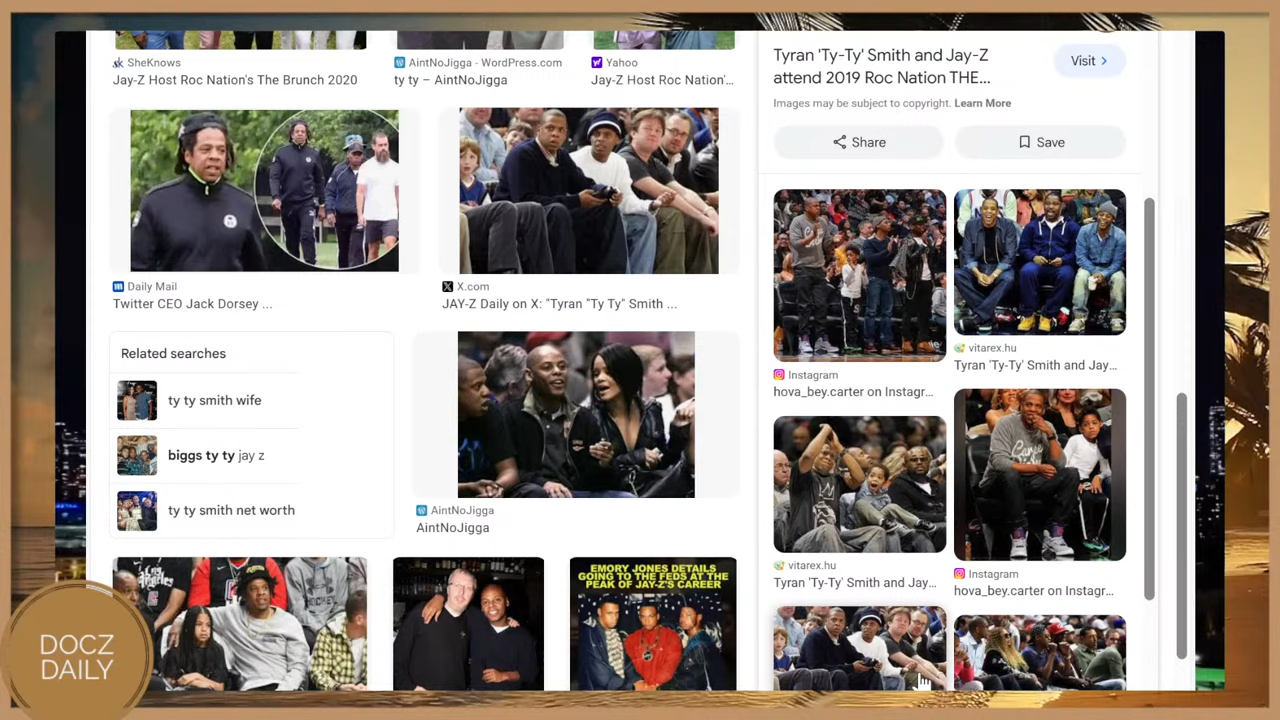 SheKnows
Jay-Z Host Roc Nation's The Brunch 2020
AintNoJigga - WordPress.com
ty ty – AintNoJigga
Yahoo
Jay-Z Host Roc Nation'...
Daily Mail
Twitter CEO Jack Dorsey ...
X.com
JAY-Z Daily on X: "Tyran "Ty Ty" Smith ...
Related searches
ty ty smith wife
biggs ty ty jay z
ty ty smith net worth
AintNoJigga
AintNoJigga
EMORY JONES DETAILS
GOING TO THE FEDS AT THE
PEAK OF JAY-Z'S CAREER
Tyran 'Ty-Ty' Smith and Jay-Z
attend 2019 Roc Nation THE...
Visit
Images may be subject to copyright. Learn More
Share
Save
Instagram
hova_bey.carter on Instagr...
vitarex.hu
Tyran 'Ty-Ty' Smith and Jay...
vitarex.hu
Tyran 'Ty-Ty' Smith and Jay...
Instagram
hova_bey.carter on Instagr...
DOCZ
DAILY